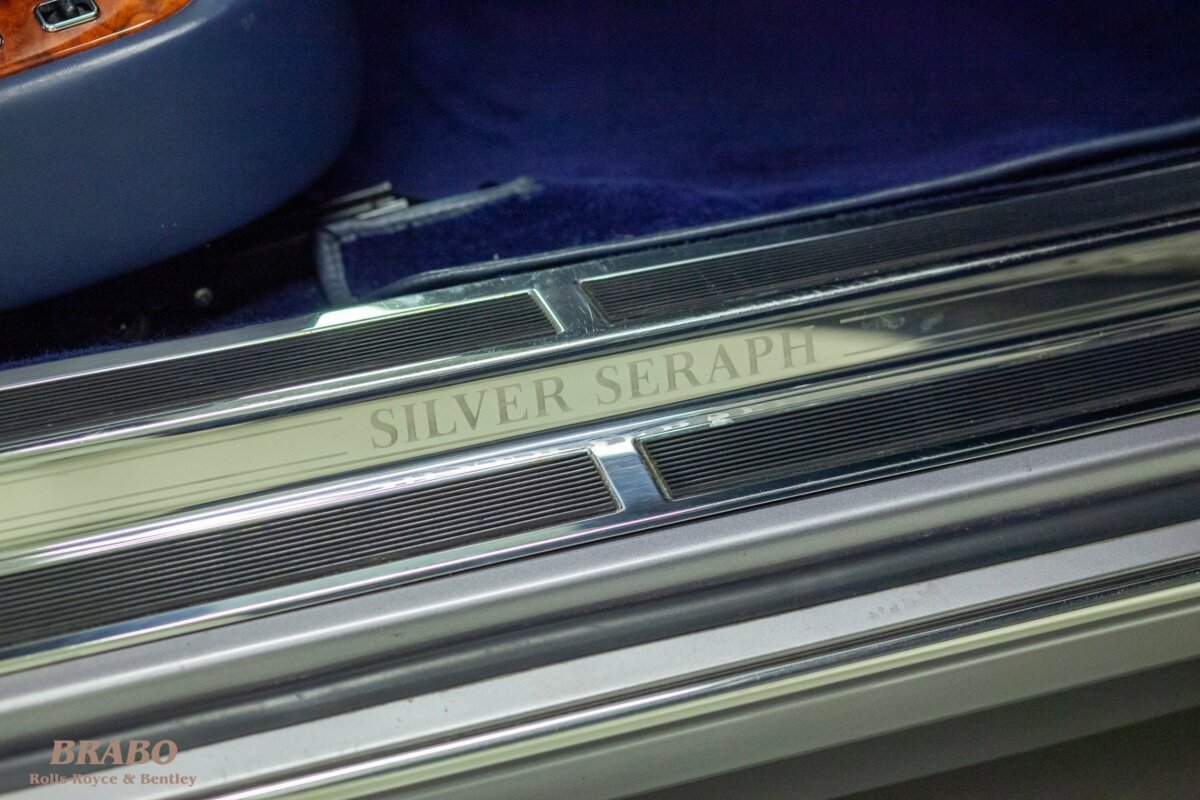 SILVER SERAPH
BRABO
Rolls-Royce & Bentley